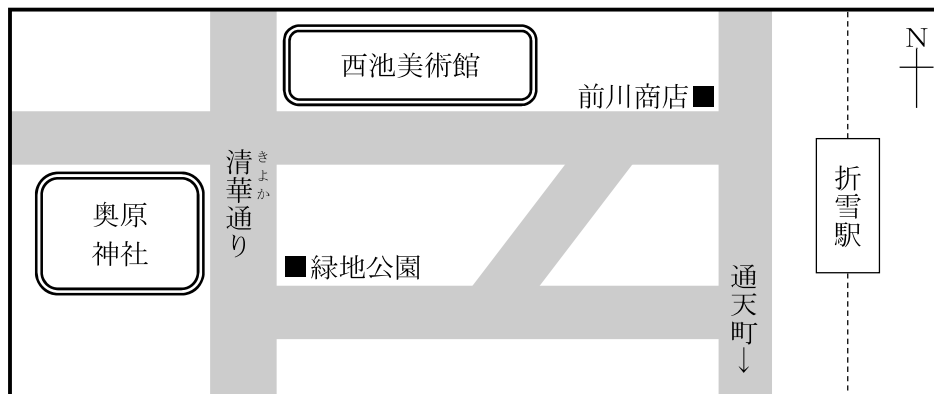 西池美術館
N
前川商店
清華通り
きよか
奥原
神社
折雪駅
緑地公園
通天町↓